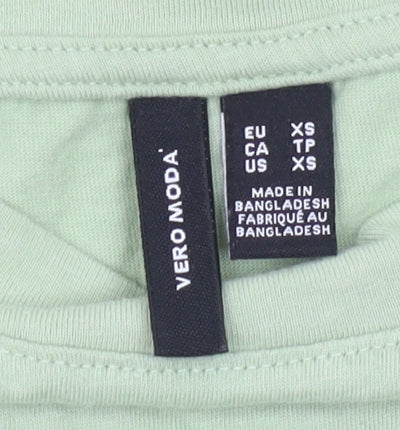 VERO MODA
EU XS
CA TP
US XS
MADE IN
BANGLADESH
FABRIQUÉ AU
BANGLADESH